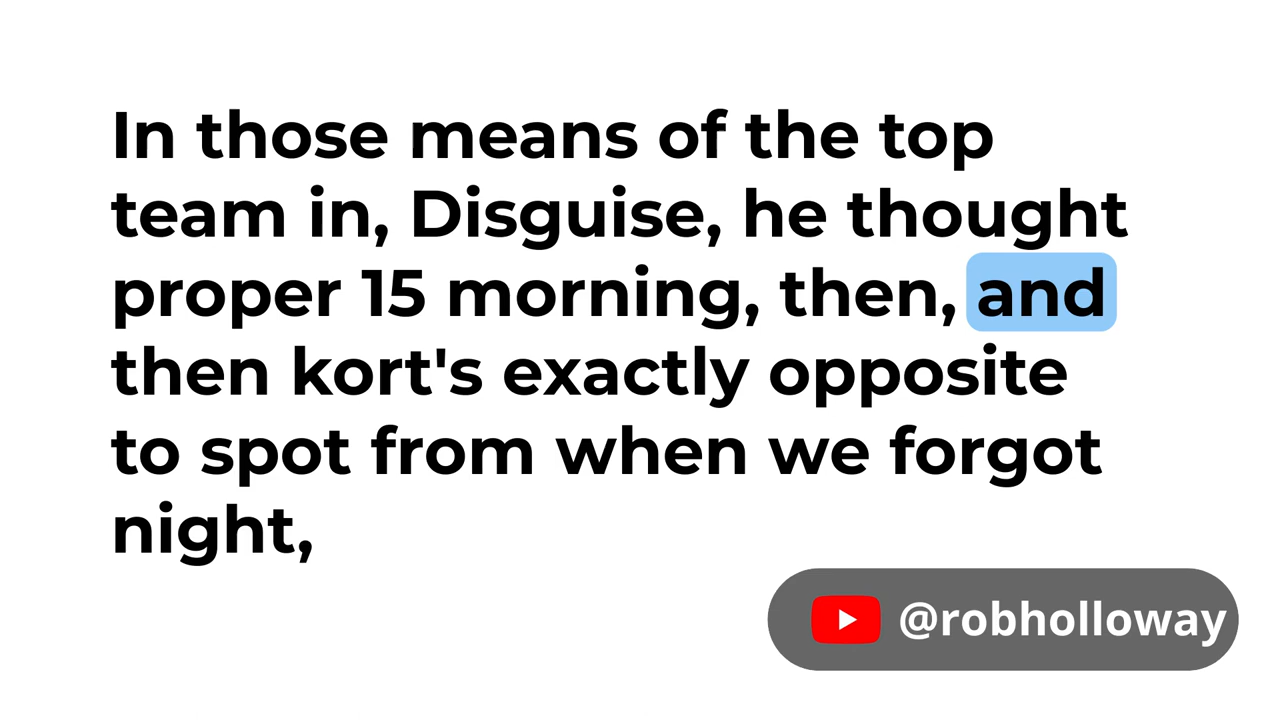 In those means of the top
team in, Disguise, he thought
proper 15 morning, then, and
then kort's exactly opposite
to spot from when we forgot
night,
@robholloway